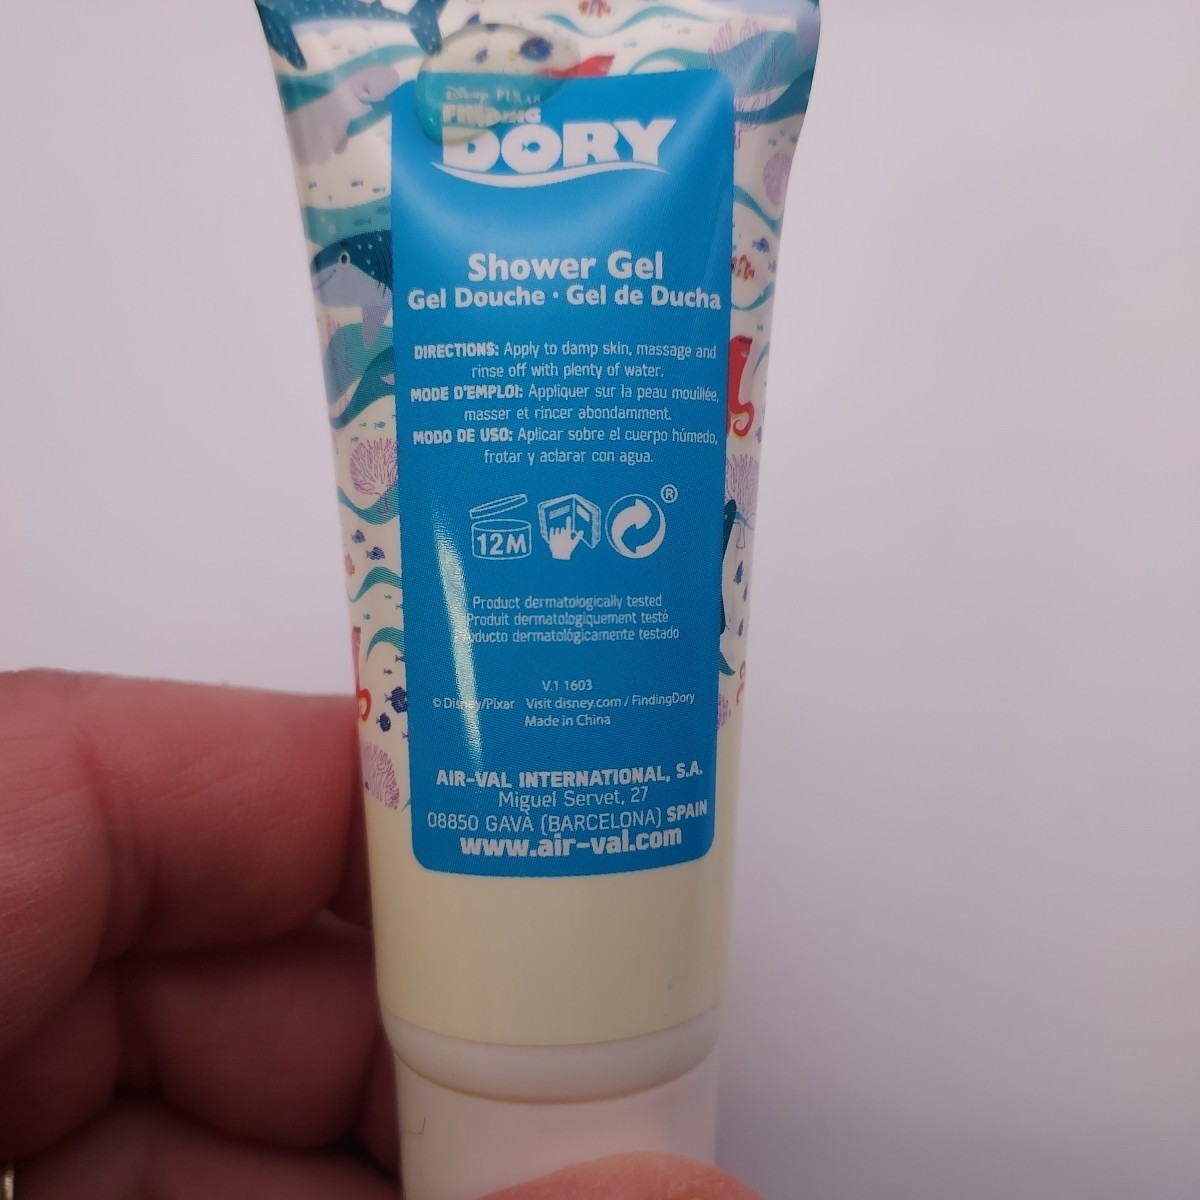 Disney PIXAR
FINDING
DORY
Shower Gel
Gel Douche • Gel de Ducha
DIRECTIONS: Apply to damp skin, massage and
rinse off with plenty of water.
MODE D'EMPLOI: Appliquer sur la peau mouillée,
masser et rincer abondamment.
MODO DE USO: Aplicar sobre el cuerpo húmedo,
frotar y aclarar con agua.
12M
®
Product dermatologically tested
Produit dermatologiquement testé
Producto dermatológicamente testado
V.1 1603
© Disney/Pixar Visit disney.com / FindingDory
Made in China
AIR-VAL INTERNATIONAL, S.A.
Miguel Servet, 27
08850 GAVÀ (BARCELONA) SPAIN
www.air-val.com